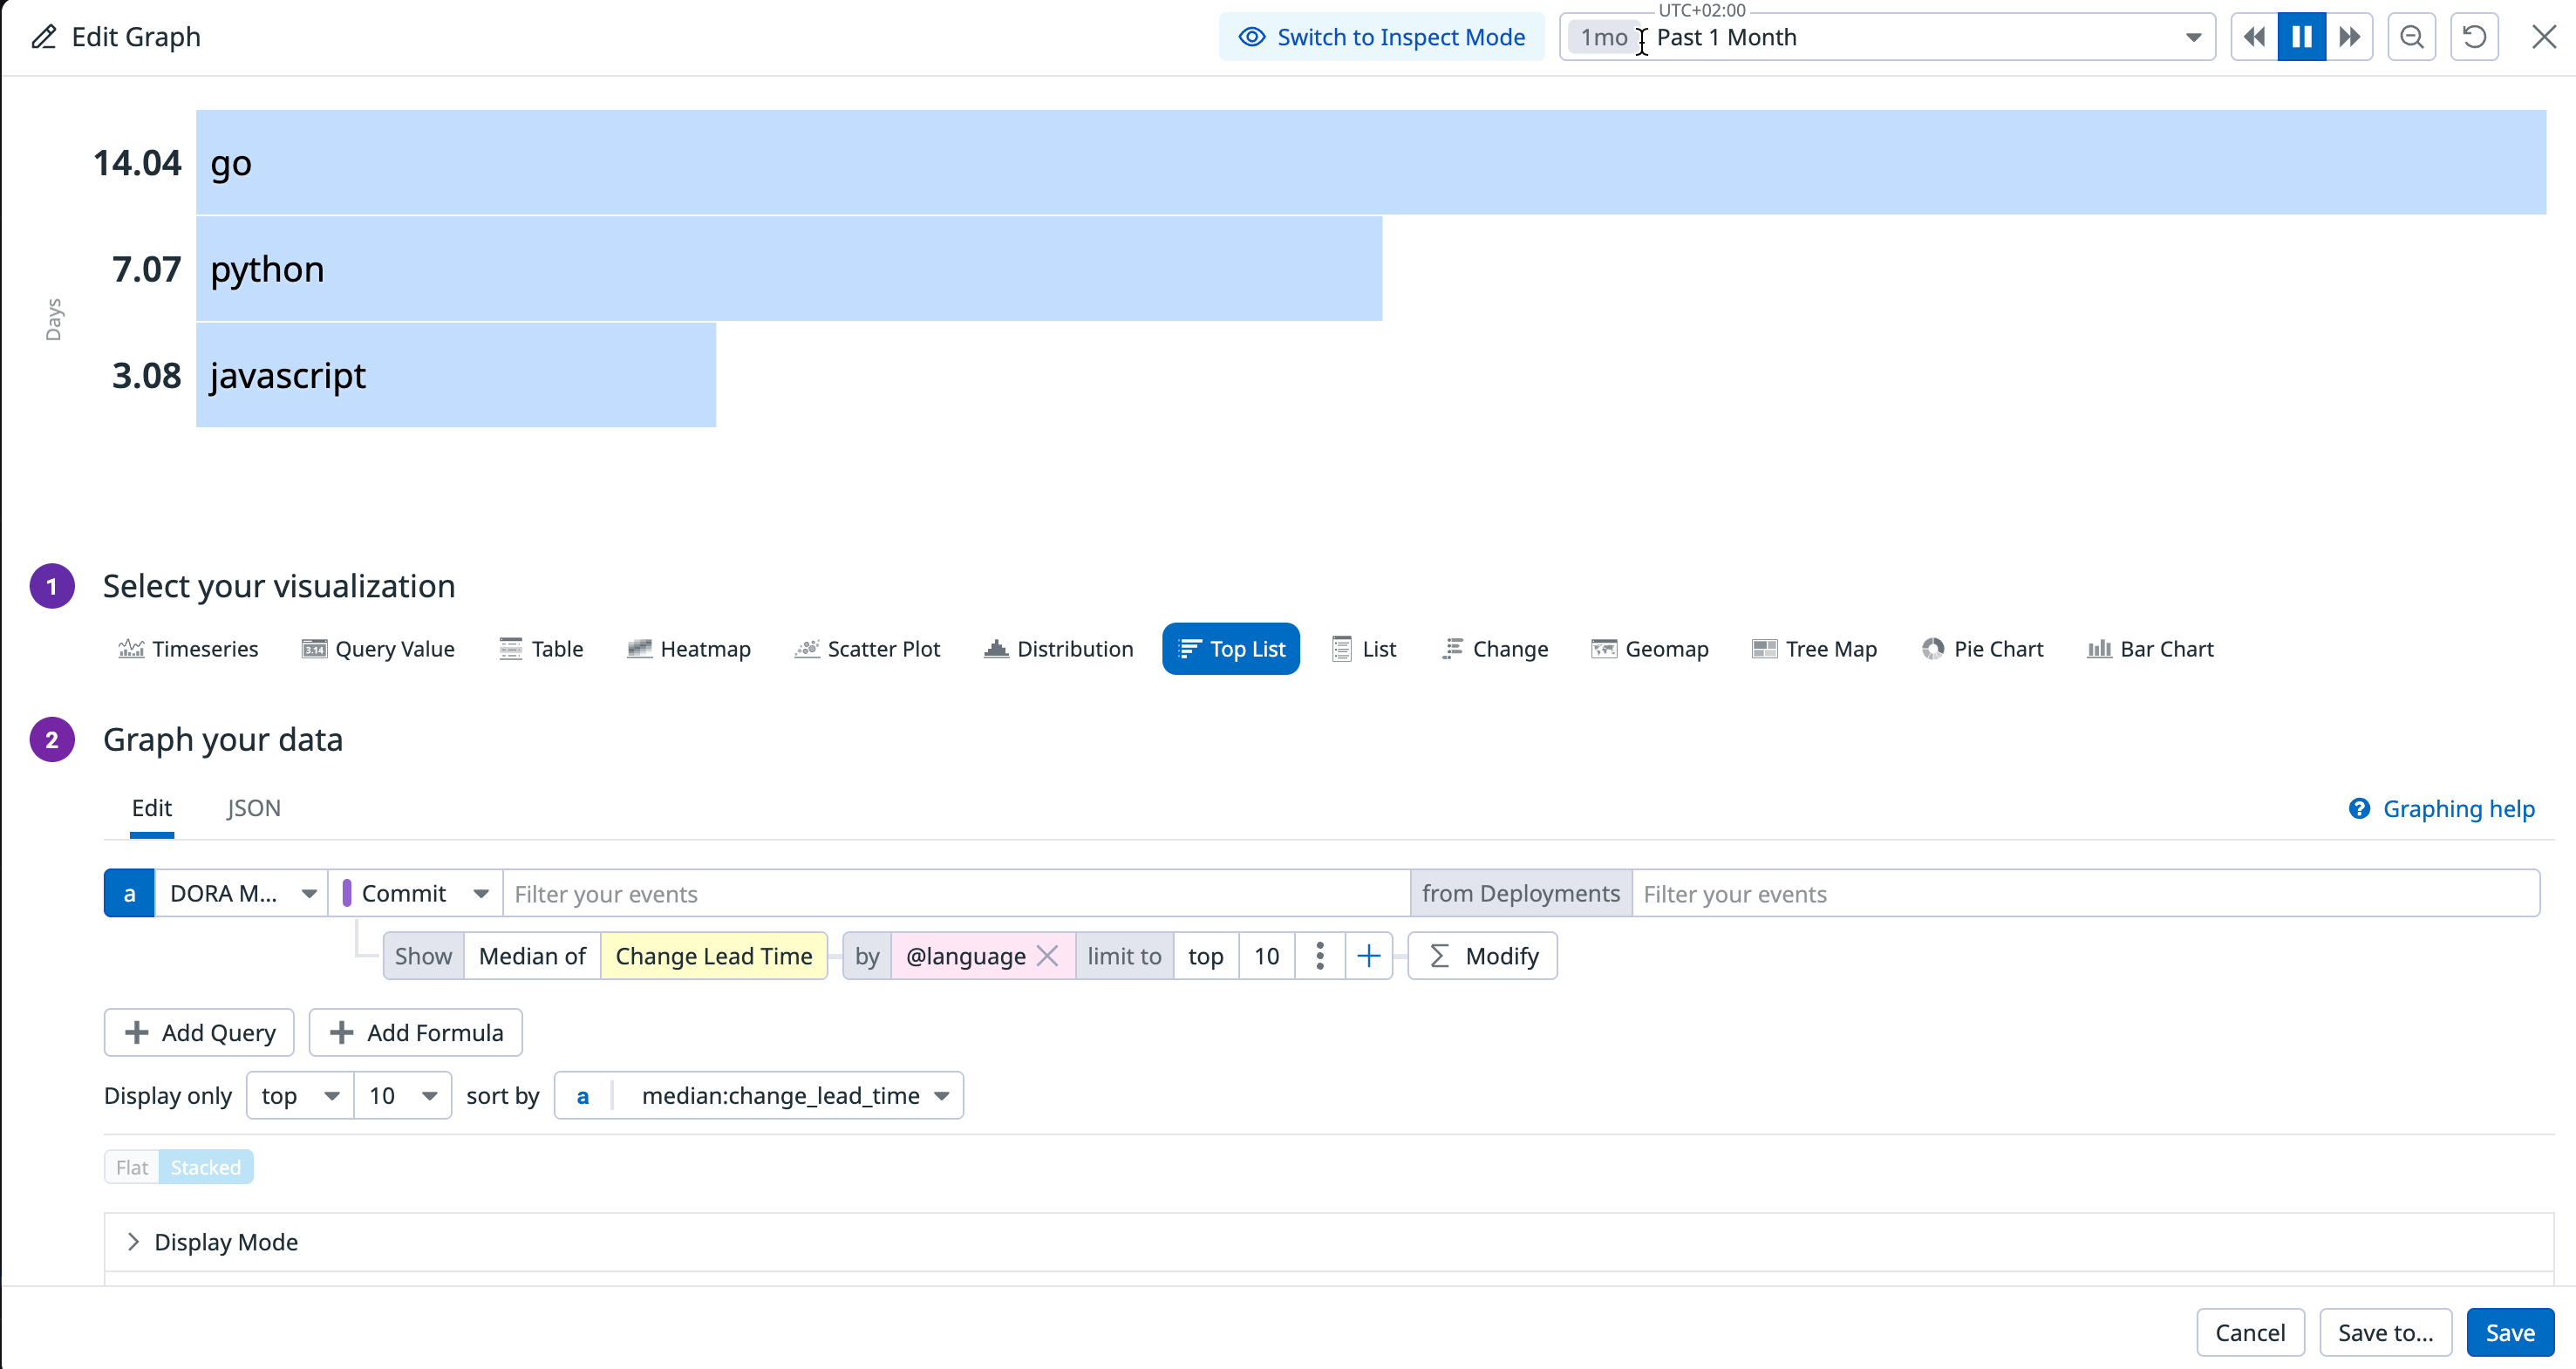 Edit Graph
Switch to Inspect Mode
UTC+02:00
1mo Past 1 Month
14.04 go
7.07 python
3.08 javascript
Days
1 Select your visualization
Timeseries 3.14 Query Value Table Heatmap Scatter Plot Distribution Top List List Change Geomap Tree Map Pie Chart Bar Chart
2 Graph your data
Edit JSON
? Graphing help
a DORA M... Commit Filter your events from Deployments Filter your events
Show Median of Change Lead Time by @language limit to top 10 Σ Modify
Add Query Add Formula
Display only top 10 sort by a median:change_lead_time
Flat Stacked
Display Mode
Cancel Save to... Save